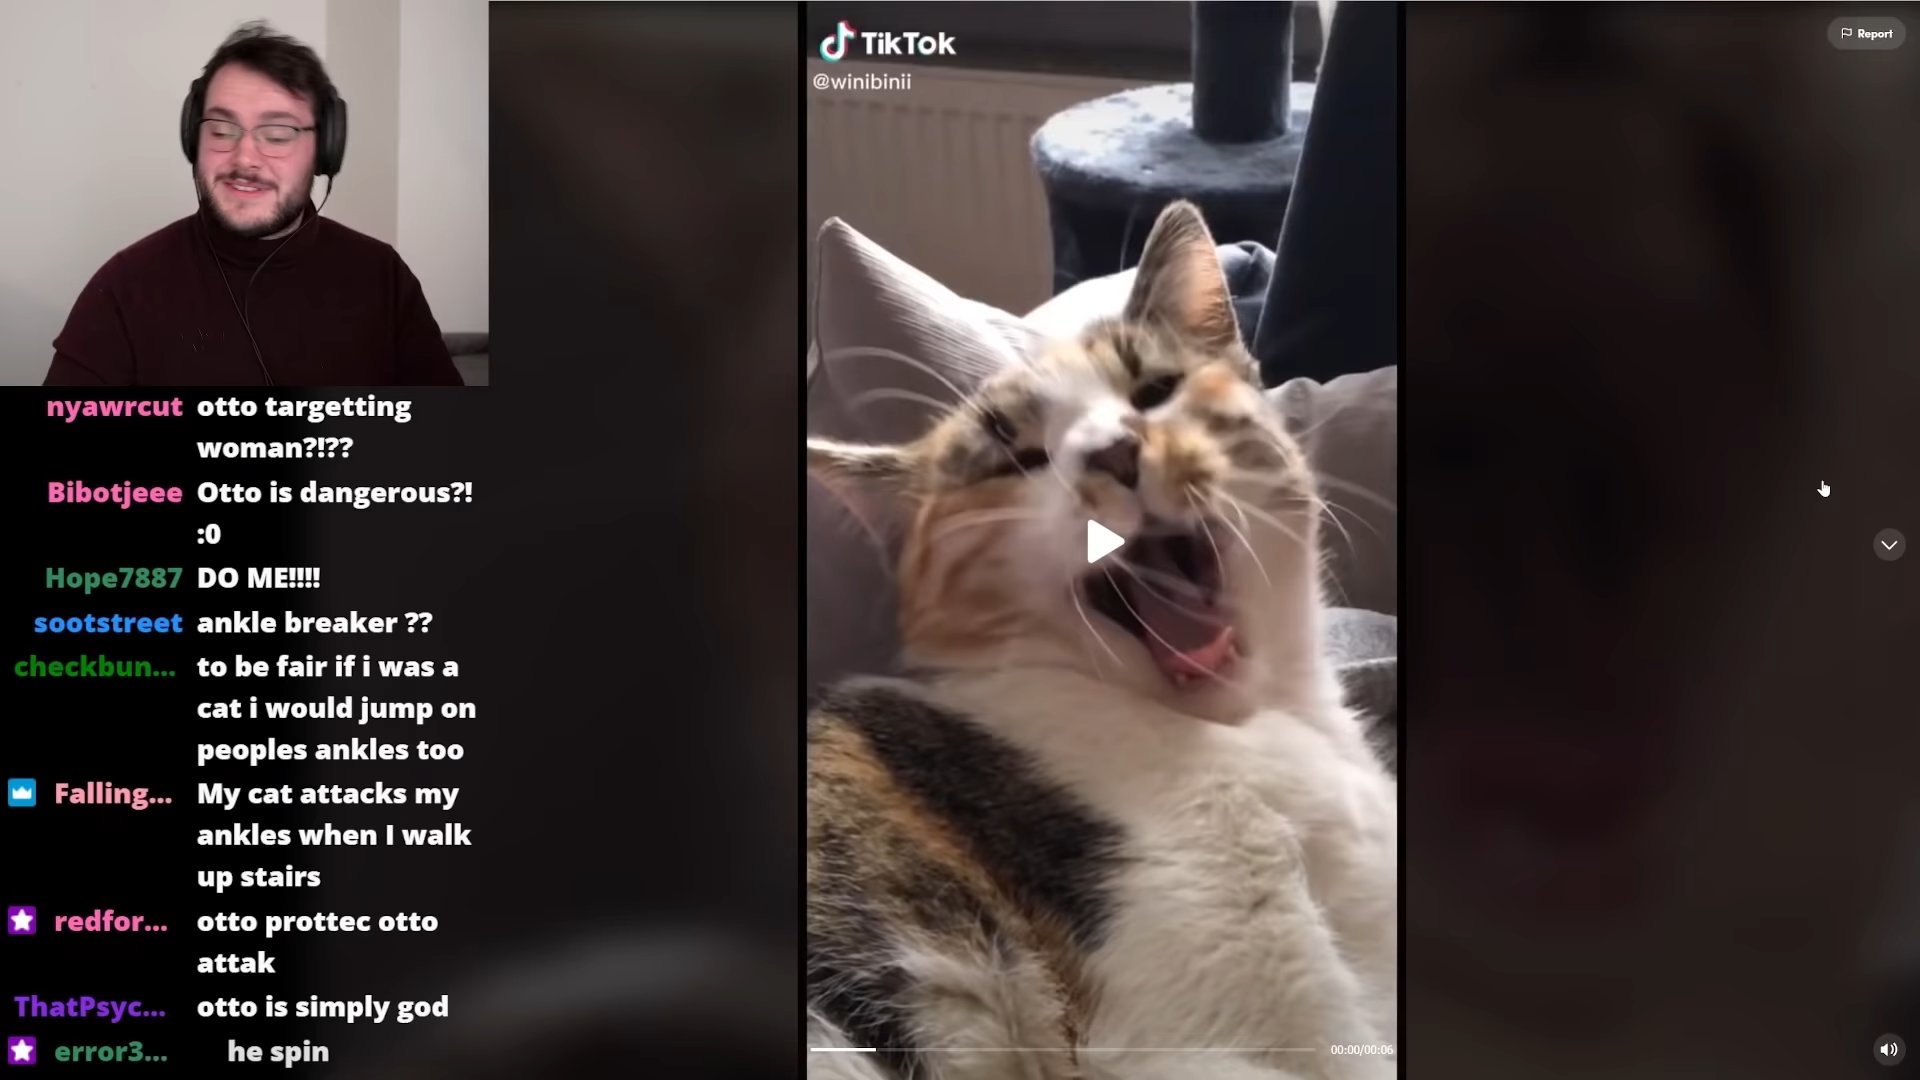 TikTok
@winibinii
Report
nyawrcut otto targetting
woman?!??
Bibotjeee Otto is dangerous?!
:0
Hope7887 DO ME!!!!
sootstreet ankle breaker ??
checkbun... to be fair if i was a
cat i would jump on
peoples ankles too
Falling... My cat attacks my
ankles when I walk
up stairs
redfor... otto prottec otto
attak
ThatPsyc... otto is simply god
error3... he spin
00:00/00:06